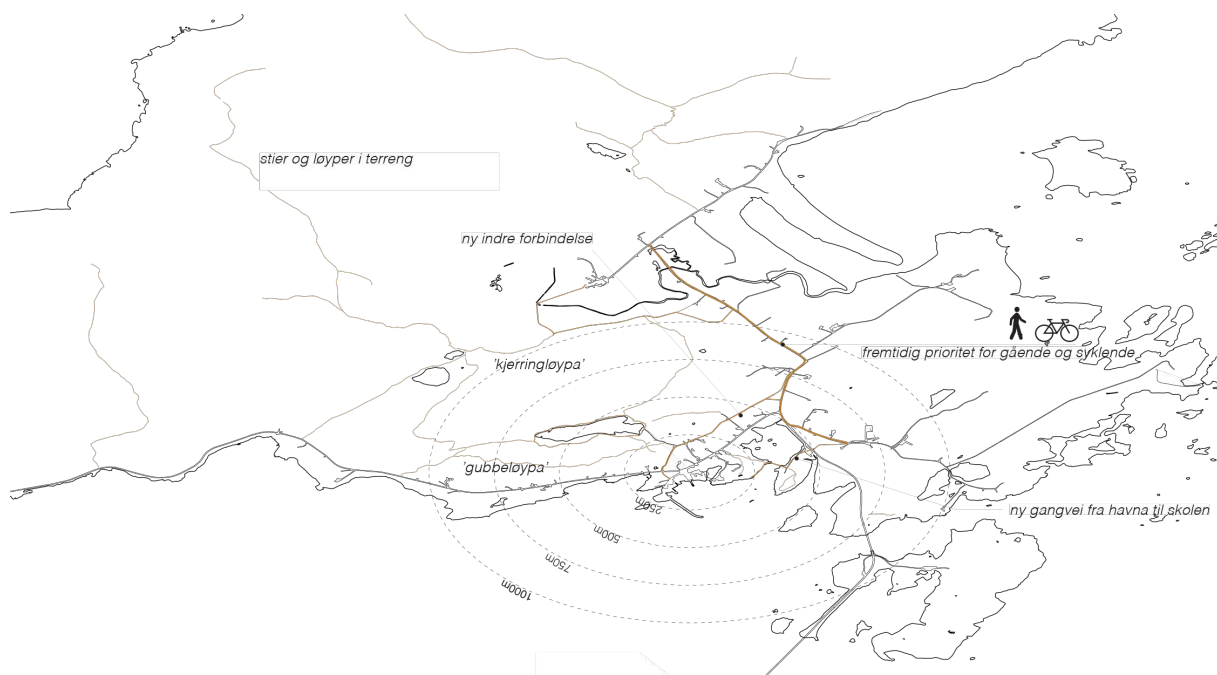 stier og løyper i terreng
ny indre forbindelse
fremtidig prioritet for gående og syklende
'kjerringløypa'
'gubbeløypa'
250m.
500m.
750m
1000m.
ny gangvei fra havna til skolen